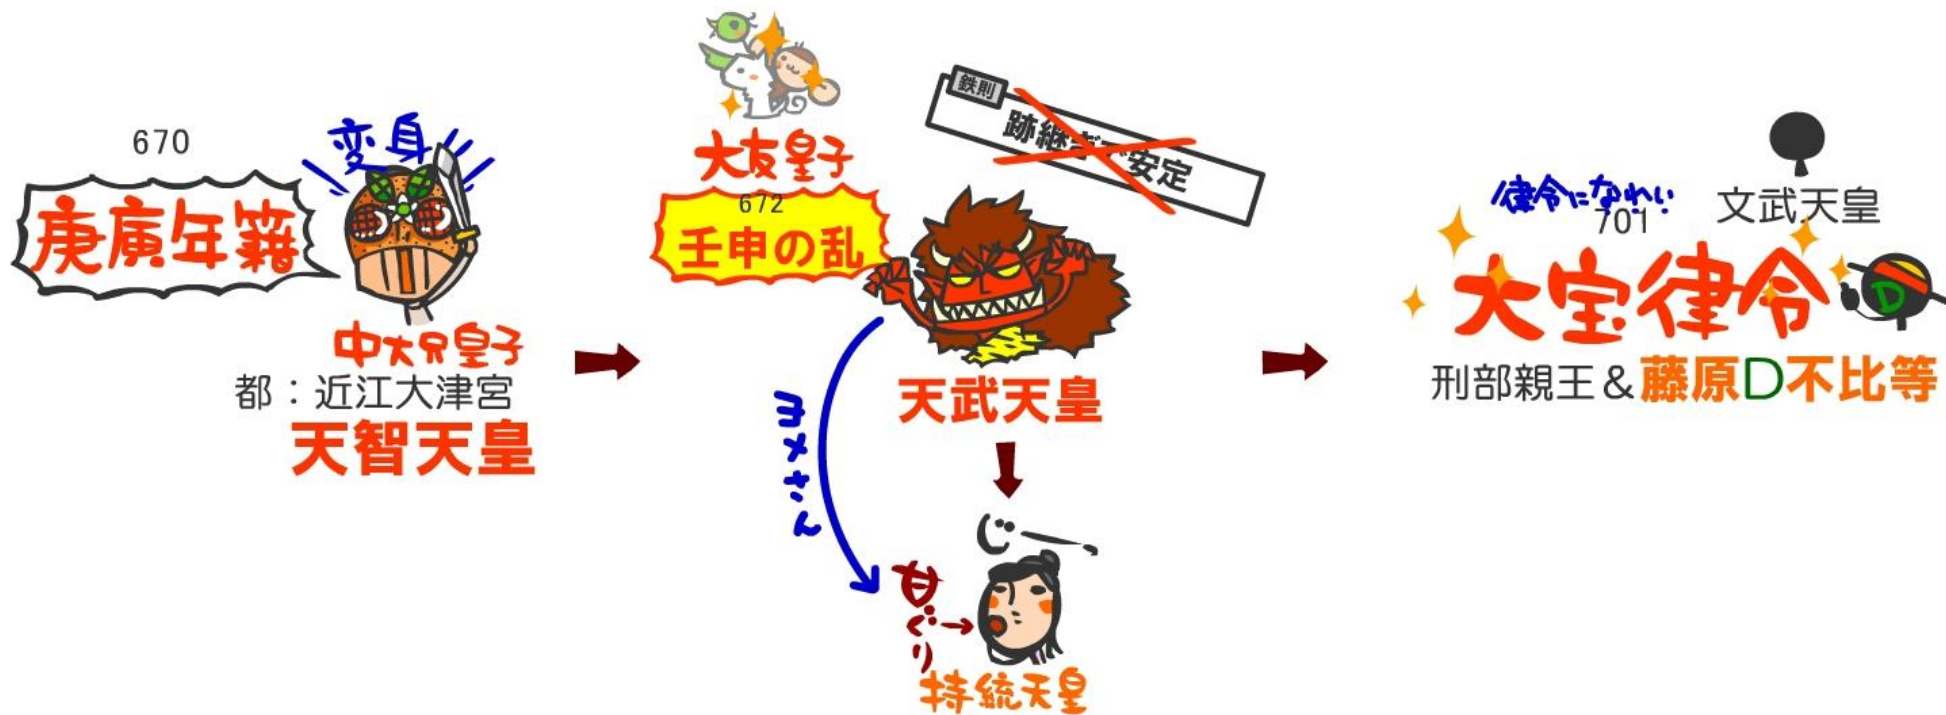 670
変身
庚寅年籍
中大兄皇子
都：近江大津宮
天智天皇
大友皇子
672
壬申の乱
鉄則
跡継ぎで安定
天武天皇
ヨメさん
じーっ
甘ぐり→
持統天皇
文武天皇
律令になれい
701
大宝律令
D
刑部親王＆藤原D不比等